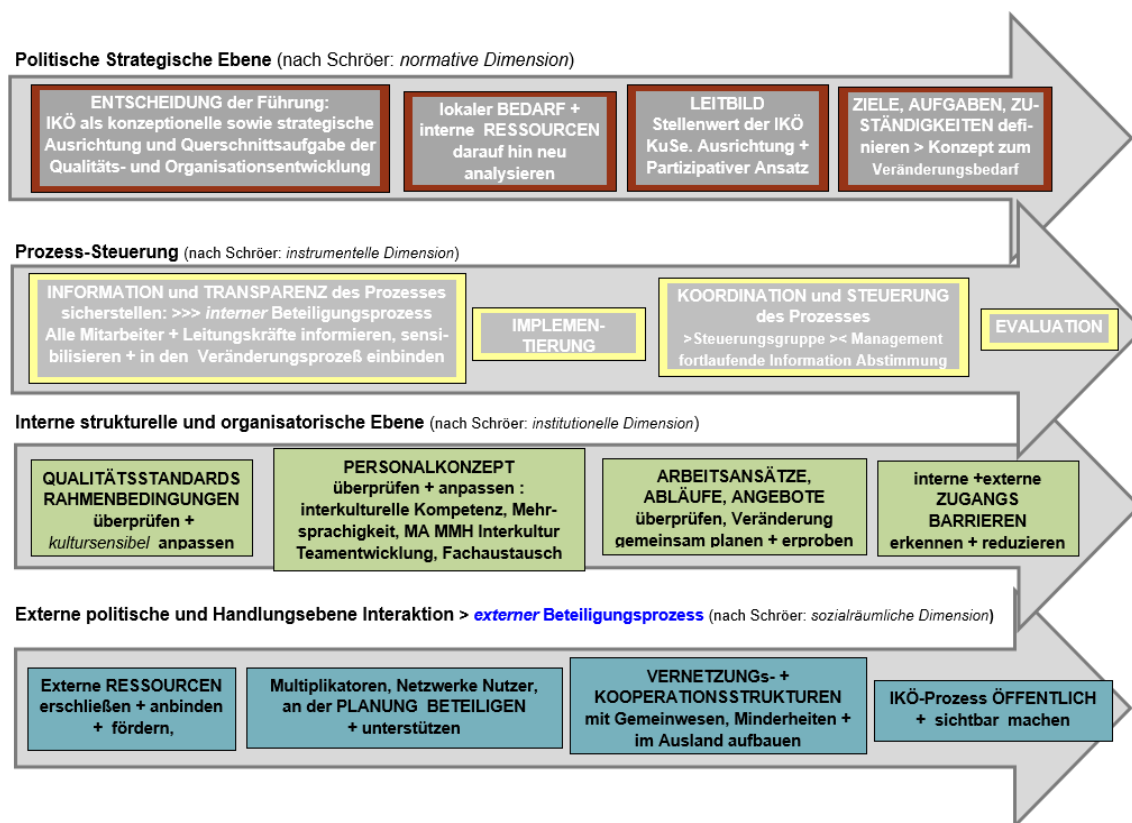 Politische Strategische Ebene (nach Schröer: normative Dimension)
ENTSCHEIDUNG der Führung:
IKÖ als konzeptionelle sowie strategische
Ausrichtung und Querschnittsaufgabe der
Qualitäts- und Organisationsentwicklung
lokaler BEDARF +
interne RESSOURCEN
darauf hin neu
analysieren
LEITBILD
Stellenwert der IKÖ
KuSe. Ausrichtung +
Partizipativer Ansatz
ZIELE, AUFGABEN, ZU-
STÄNDIGKEITEN defi-
nieren > Konzept zum
Veränderungsbedarf
Prozess-Steuerung (nach Schröer: instrumentelle Dimension)
INFORMATION und TRANSPARENZ des Prozesses
sicherstellen: >>> interner Beteiligungsprozess
Alle Mitarbeiter + Leitungskräfte informieren, sensi-
bilisieren + in den Veränderungsprozeß einbinden
IMPLEMEN-
TIERUNG
KOORDINATION und STEUERUNG
des Prozesses
>Steuerungsgruppe >< Management
fortlaufende Information Abstimmung
EVALUATION
Interne strukturelle und organisatorische Ebene (nach Schröer: institutionelle Dimension)
QUALITÄTSSTANDARDS
RAHMENBEDINGUNGEN
überprüfen +
kultursensibel anpassen
PERSONALKONZEPT
überprüfen + anpassen :
interkulturelle Kompetenz, Mehr-
sprachigkeit, MA MMH Interkultur
Teamentwicklung, Fachaustausch
ARBEITSANSÄTZE,
ABLÄUFE, ANGEBOTE
überprüfen, Veränderung
gemeinsam planen + erproben
interne +externe
ZUGANGS
BARRIEREN
erkennen + reduzieren
Externe politische und Handlungsebene Interaktion > externer Beteiligungsprozess (nach Schröer: sozialräumliche Dimension)
Externe RESSOURCEN
erschließen + anbinden
+ fördern,
Multiplikatoren, Netzwerke Nutzer,
an der PLANUNG BETEILIGEN
+ unterstützen
VERNETZUNGs- +
KOOPERATIONSSTRUKTUREN
mit Gemeinwesen, Minderheiten +
im Ausland aufbauen
IKÖ-Prozess ÖFFENTLICH
+ sichtbar machen